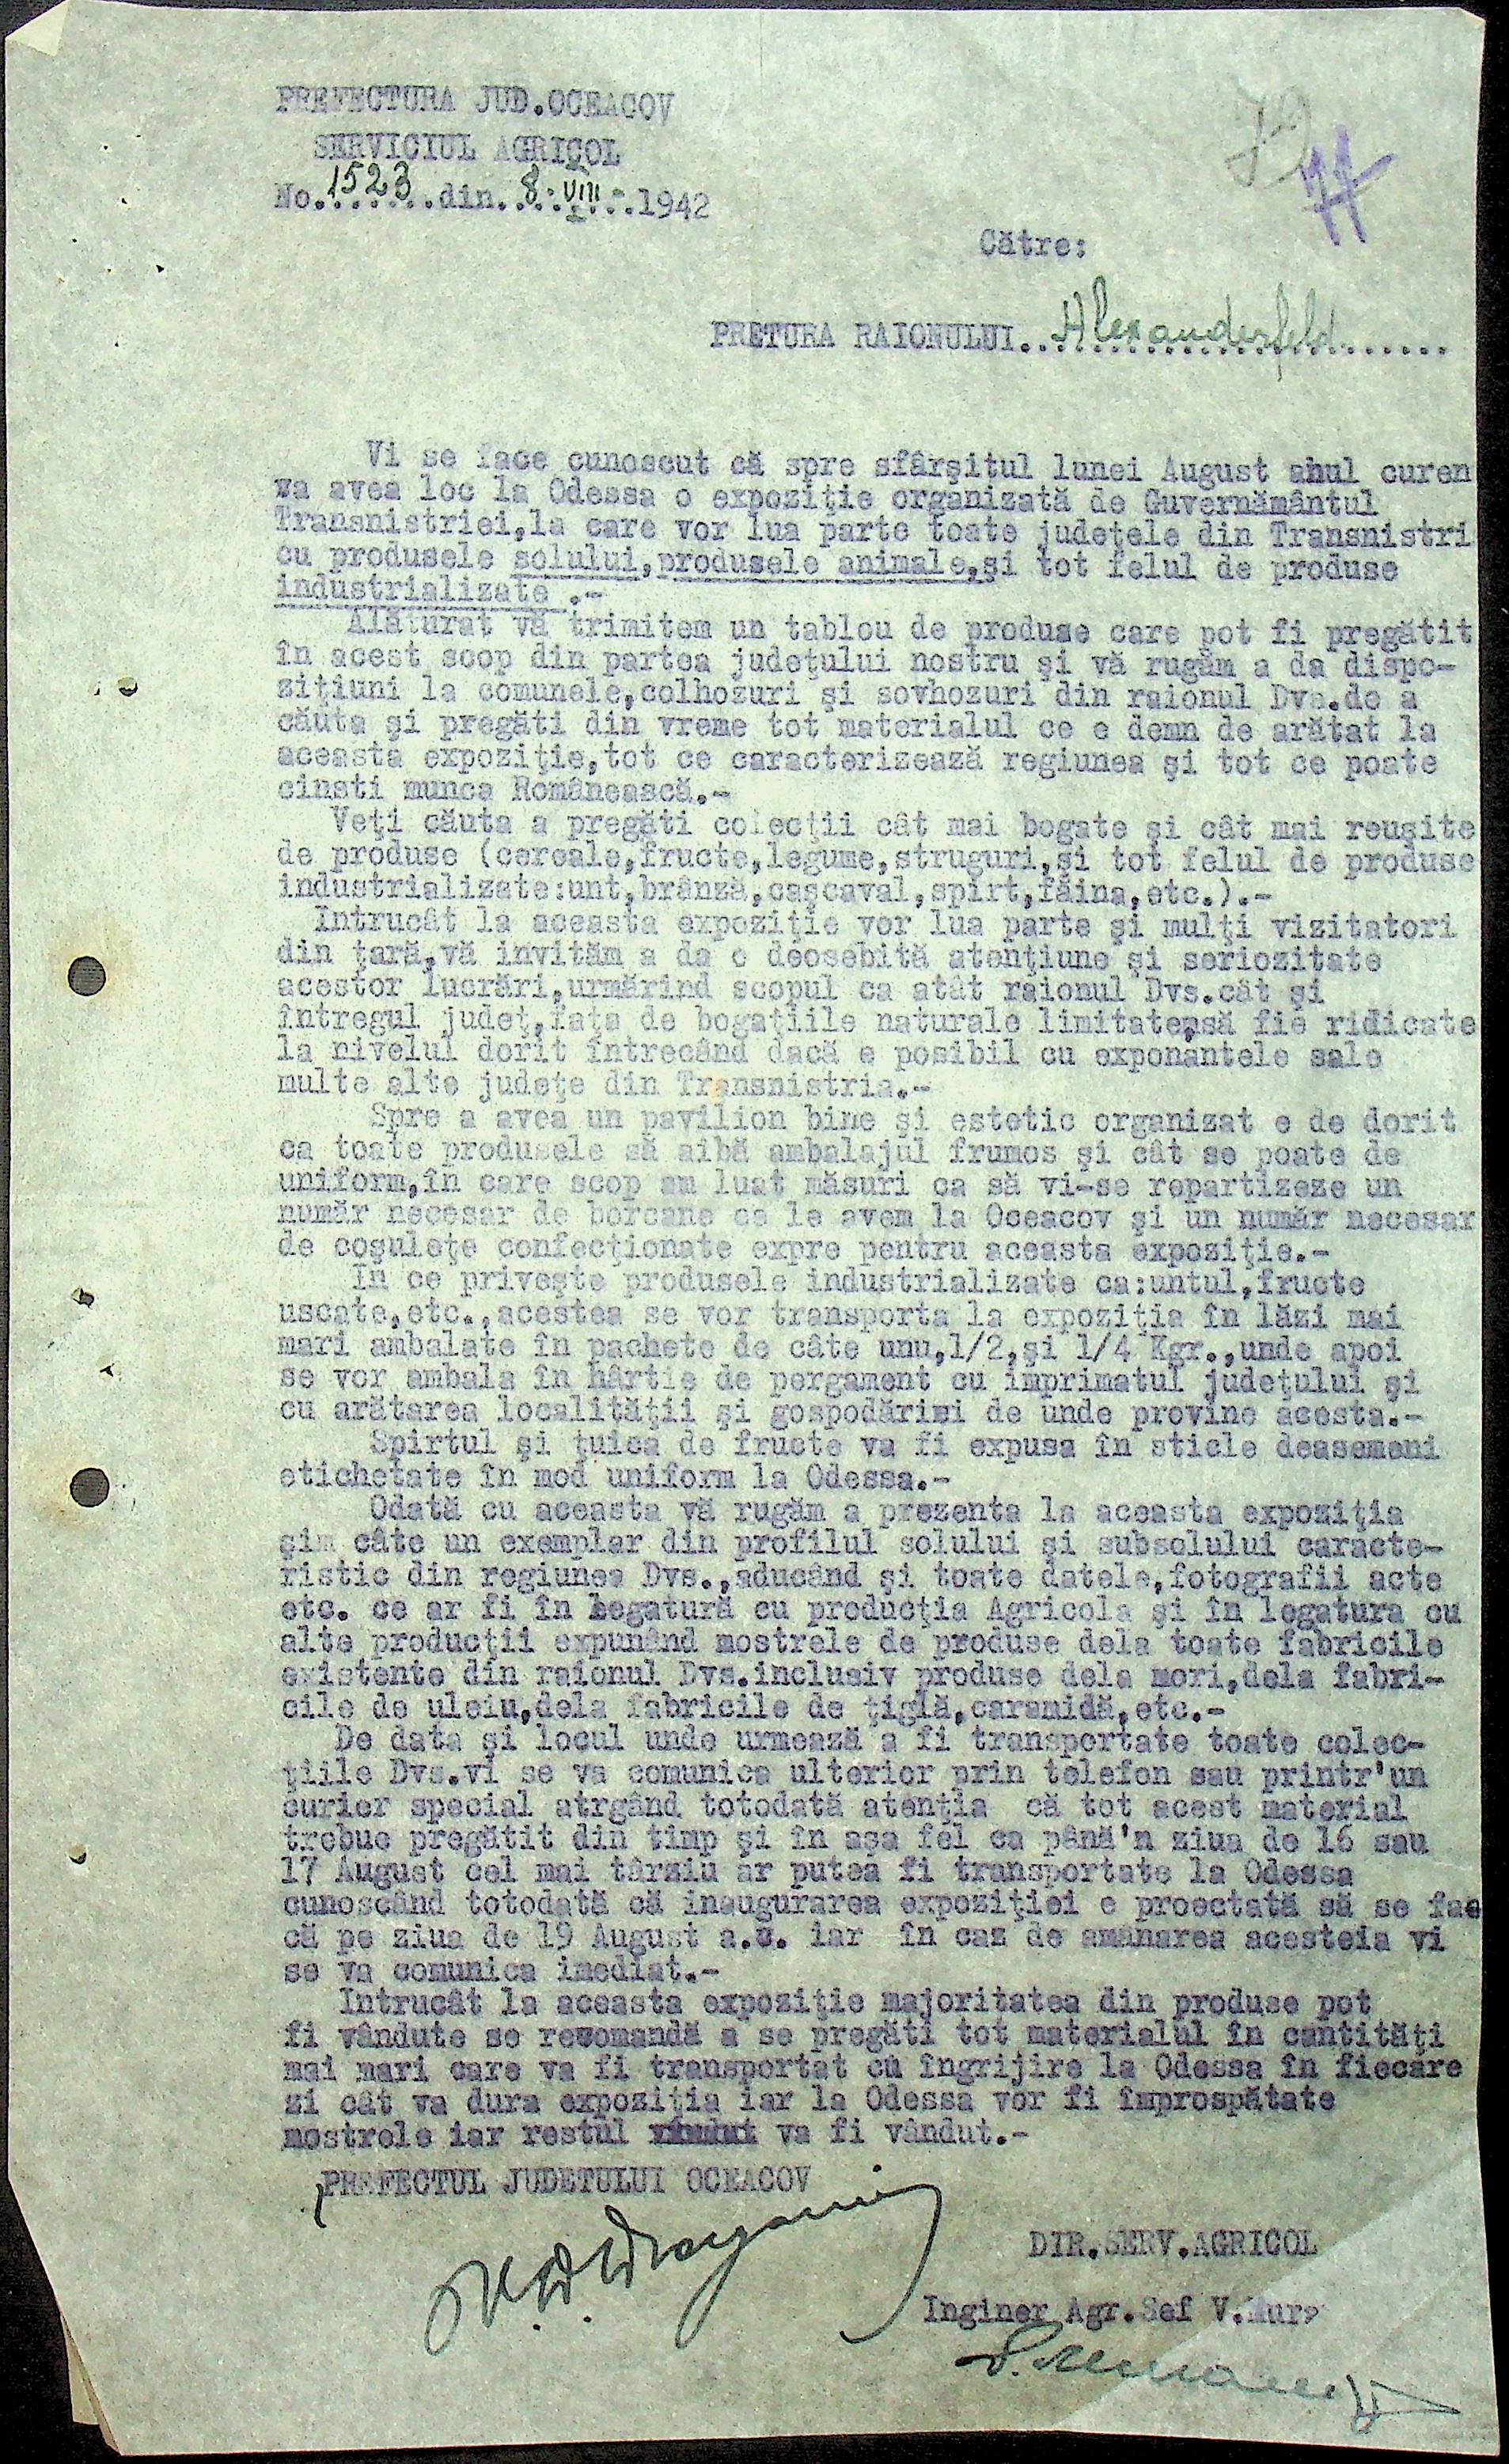 PREFECTURA JUD.OCEACOV
SERVICIUL AGRICOL
No.1523..din.8.VIII-.1942
77
Către:
PRETURA RAIONULUI..Alexanderfeld......
Vi se face cunoscut că spre sfârşitul lunei August anul curen
va avea loc la Odessa o expoziţie organizată de Guvernământul
Transnistriei,la care vor lua parte toate judeţele din Transnistri
cu produsele solului,produsele animale,şi tot felul de produse
industrializate .-
Alăturat vă trimitem un tablou de produse care pot fi pregătit
în acest scop din partea judeţului nostru şi vă rugăm a da dispo-
ziţiuni la comunele,colhozuri şi sovhozuri din raionul Dvs.de a
căuta şi pregăti din vreme tot materialul ce e demn de arătat la
aceasta expoziţie,tot ce caracterizează regiunea şi tot ce poate
cinsti munca Românească.-
Veţi căuta a pregăti colecţii cât mai bogate şi cât mai reuşite
de produse (cereale,fructe,legume,struguri,şi tot felul de produse
industrializate:unt,brânză,caşcaval,spirt,făina,etc.).-
Intrucât la aceasta expoziţie vor lua parte şi mulţi vizitatori
din ţară,vă invităm a da o deosebită atenţiune şi seriozitate
acestor lucrări,urmărind scopul ca atât raionul Dvs.cât şi
întregul judeţ,faţa de bogaţiile naturale limitate,să fie ridicate
la nivelul dorit întrecând dacă e posibil cu exponantele sale
multe alte judeţe din Transnistria.-
Spre a avea un pavilion bine şi estetic organizat e de dorit
ca toate produsele să aibă ambalajul frumos şi cât se poate de
uniform,în care scop am luat măsuri ca să vi-se repartizeze un
număr necesar de borcane ce le avem la Oceacov şi un număr necesar
de coşuleţe confecţionate expre pentru aceasta expoziţie.-
In ce priveşte produsele industrializate ca:untul,fructe
uscate,etc.,acestea se vor transporta la expoziţia în lăzi mai
mari ambalate în pachete de câte unu,1/2,şi 1/4 Kgr.,unde apoi
se vor ambala în hârtie de pergament cu imprimatul judeţului şi
cu arătarea localităţii şi gospodăriei de unde provine acesta.-
Spirtul şi ţuica de fructe va fi expusa în sticle deasemeni
etichetate în mod uniform la Odessa.-
Odată cu aceasta vă rugăm a prezenta la aceasta expoziţia
şim câte un exemplar din profilul solului şi subsolului caracte-
ristic din regiunea Dvs.,aducând şi toate datele,fotografii acte
etc. ce ar fi în legatură cu producţia Agricola şi în legatura cu
alte producţii expunând mostrele de produse dela toate fabricile
existente din raionul Dvs.inclusiv produse dela mori,dela fabri-
cile de uleiu,dela fabricile de ţiglă,caramidă,etc.-
De data şi locul unde urmează a fi transportate toate colec-
ţiile Dvs.vi se va comunica ulterior prin telefon sau printr'un
curier special atrgând totodată atenţia că tot acest material
trebue pregătit din timp şi în aşa fel ca până'n ziua de 16 sau
17 August cel mai târziu ar putea fi transportate la Odessa
cunoscând totodată că inaugurarea expoziţiei e proectată să se fac
că pe ziua de 19 August a.c. iar în caz de amânarea acesteia vi
se va comunica imediat.-
Intrucât la aceasta expoziţie majoritatea din produse pot
fi vândute se recomandă a se pregăti tot materialul în cantităţi
mai mari care va fi transportat cu îngrijire la Odessa în fiecare
zi cât va dura expoziţia iar la Odessa vor fi împrospătate
mostrele iar restul va fi vândut.-
PREFECTUL JUDETULUI OCEACOV
DIR.SERV.AGRICOL
Inginer Agr.Sef V.